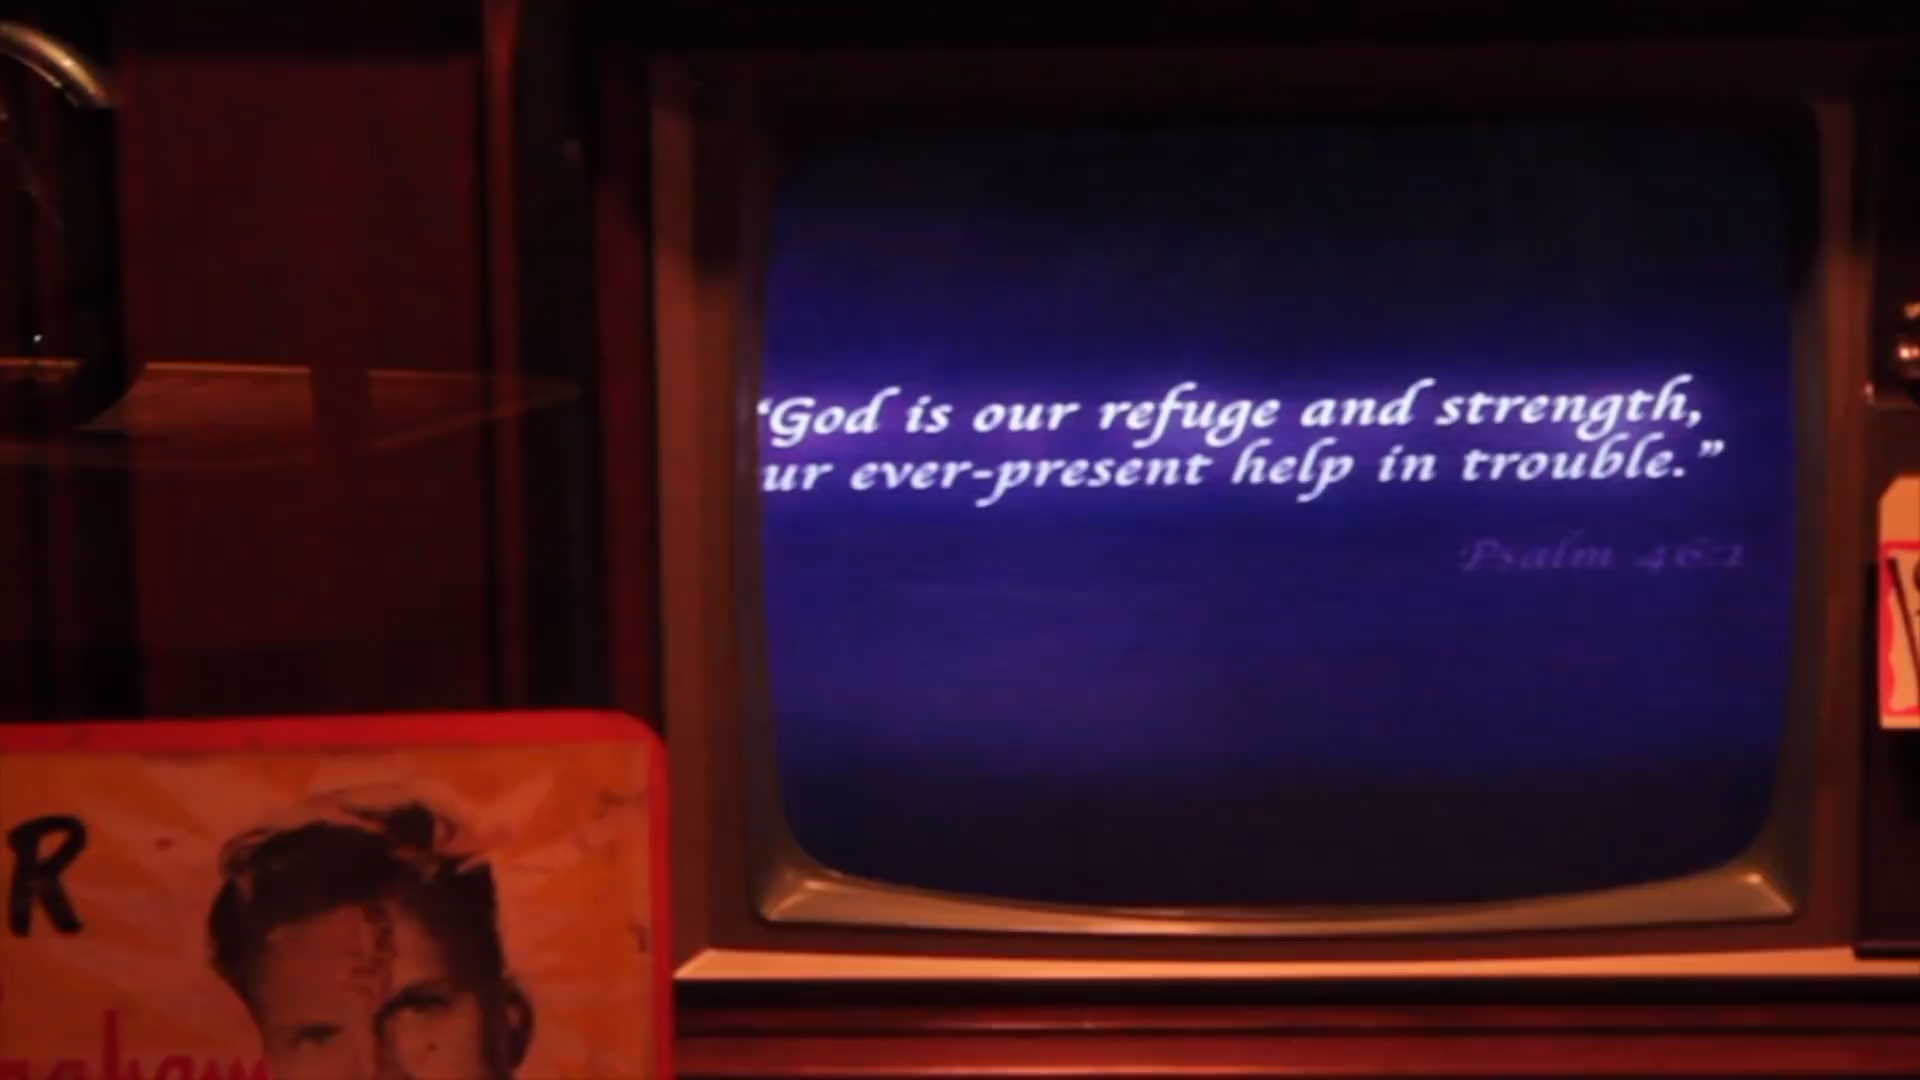 “God is our refuge and strength,
ur ever-present help in trouble.”
Psalm 46:1
R